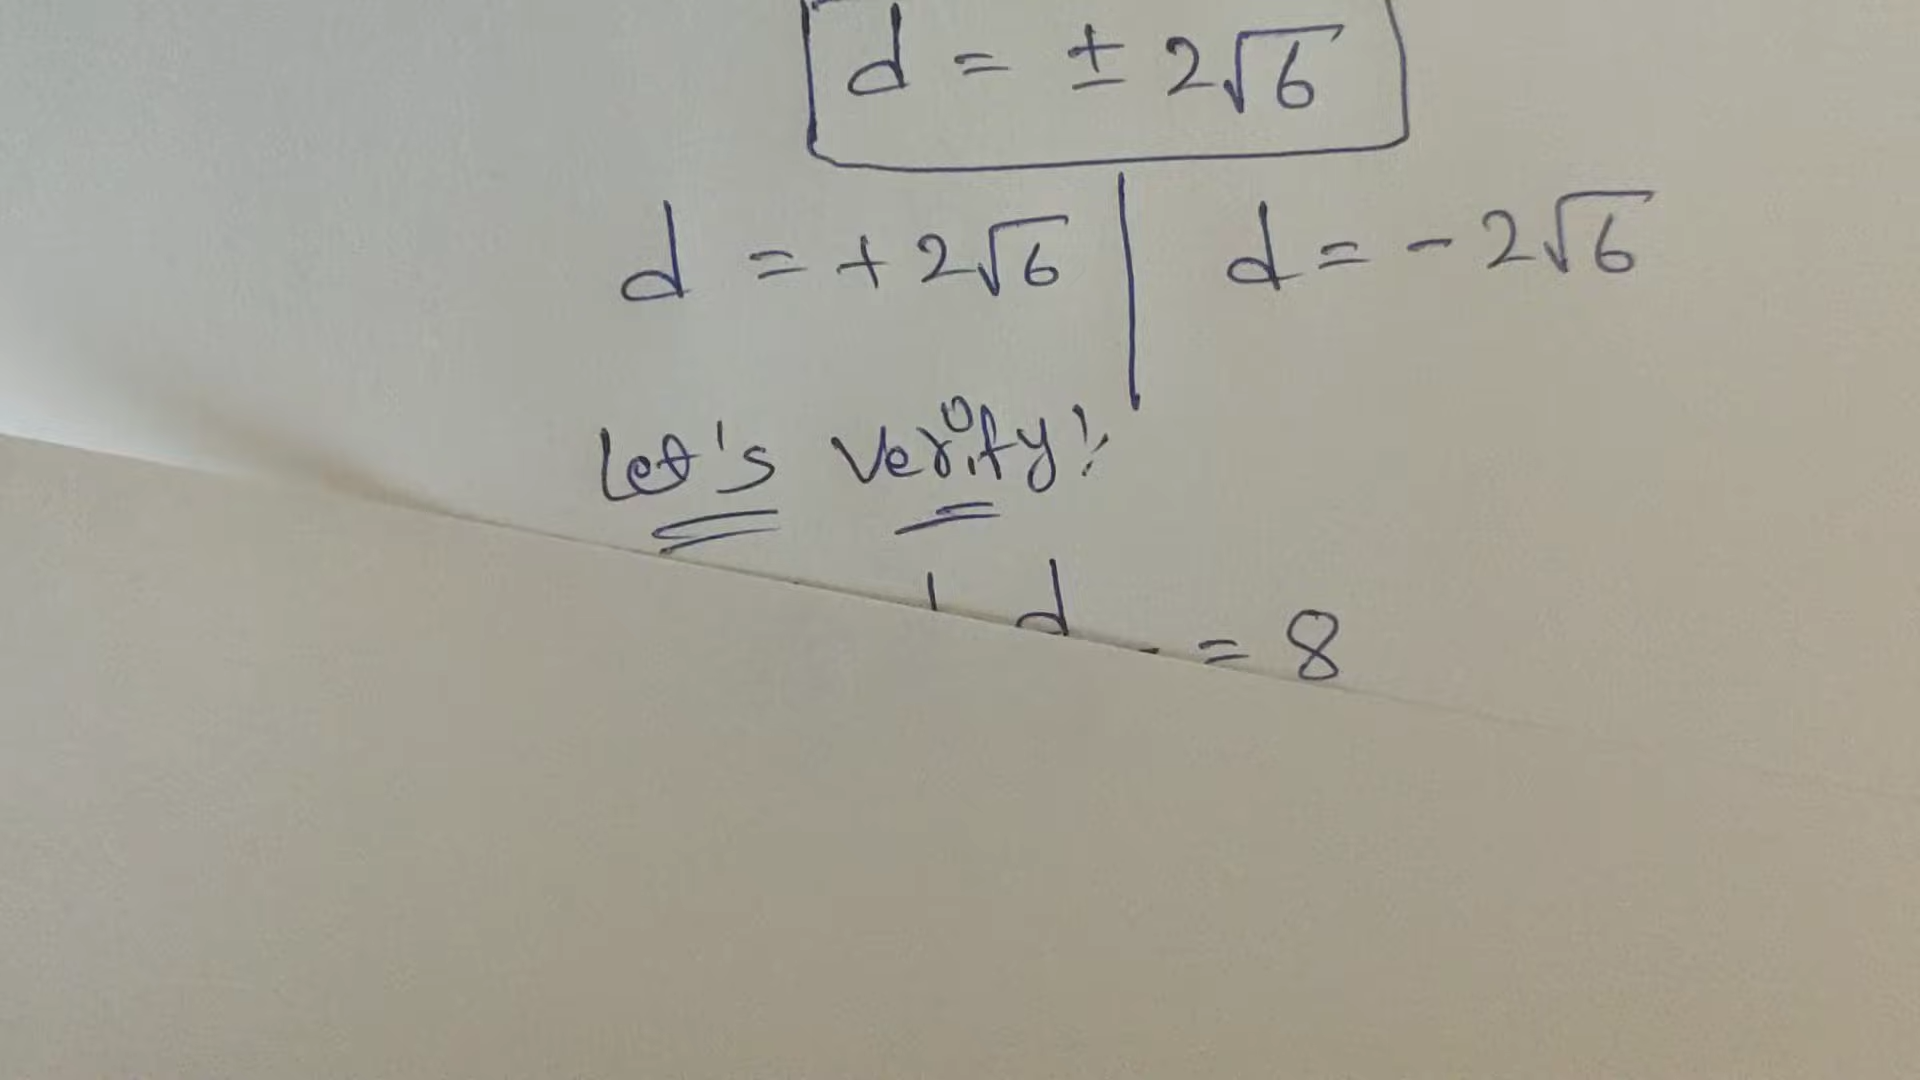 d = ± 2√6
d = + 2√6 | d = - 2√6
Let's Verify:
d = 8